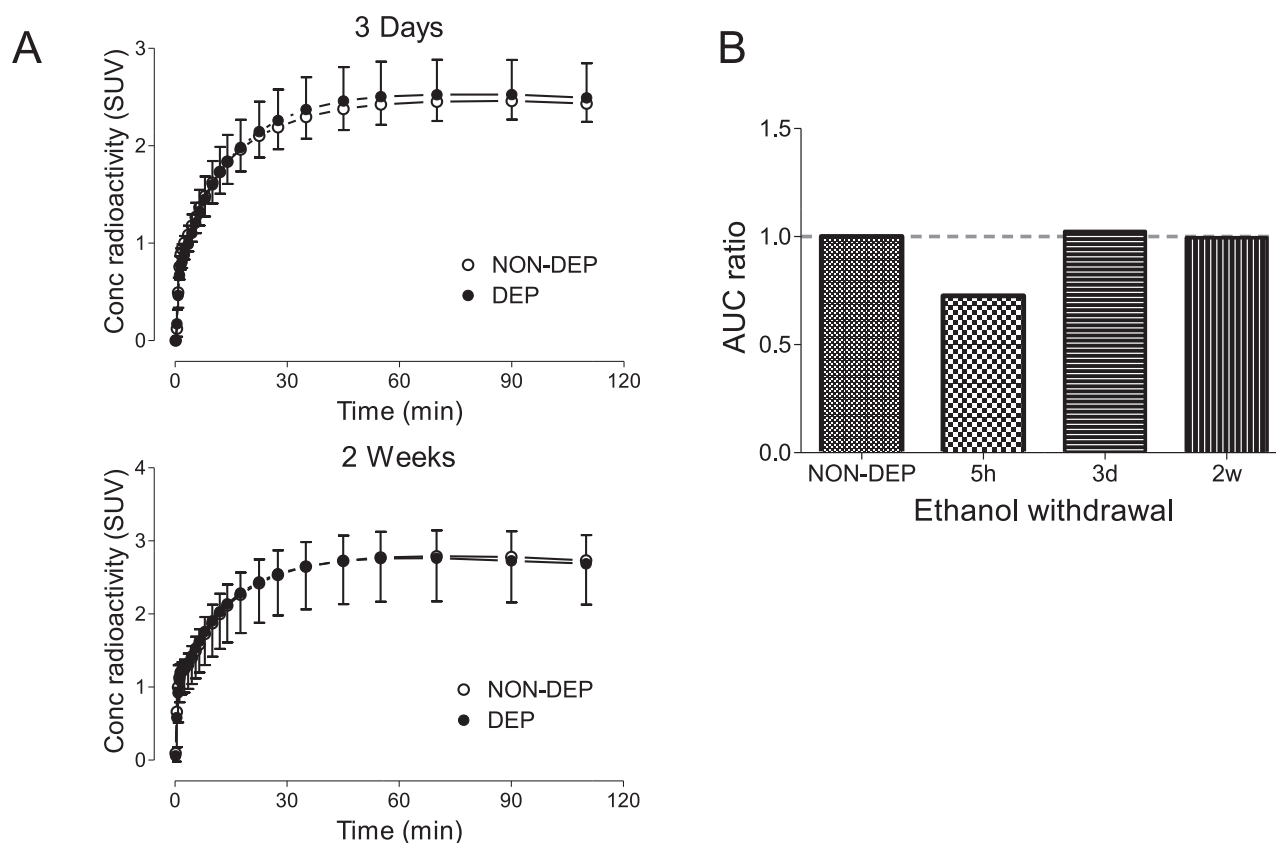 A
3 Days
Conc radioactivity (SUV)
3
2
1
0
NON-DEP
DEP
0 30 60 90 120
Time (min)
2 Weeks
Conc radioactivity (SUV)
4
3
2
1
0
NON-DEP
DEP
0 30 60 90 120
Time (min)
B
AUC ratio
1.5
1.0
0.5
0.0
NON-DEP 5h 3d 2w
Ethanol withdrawal